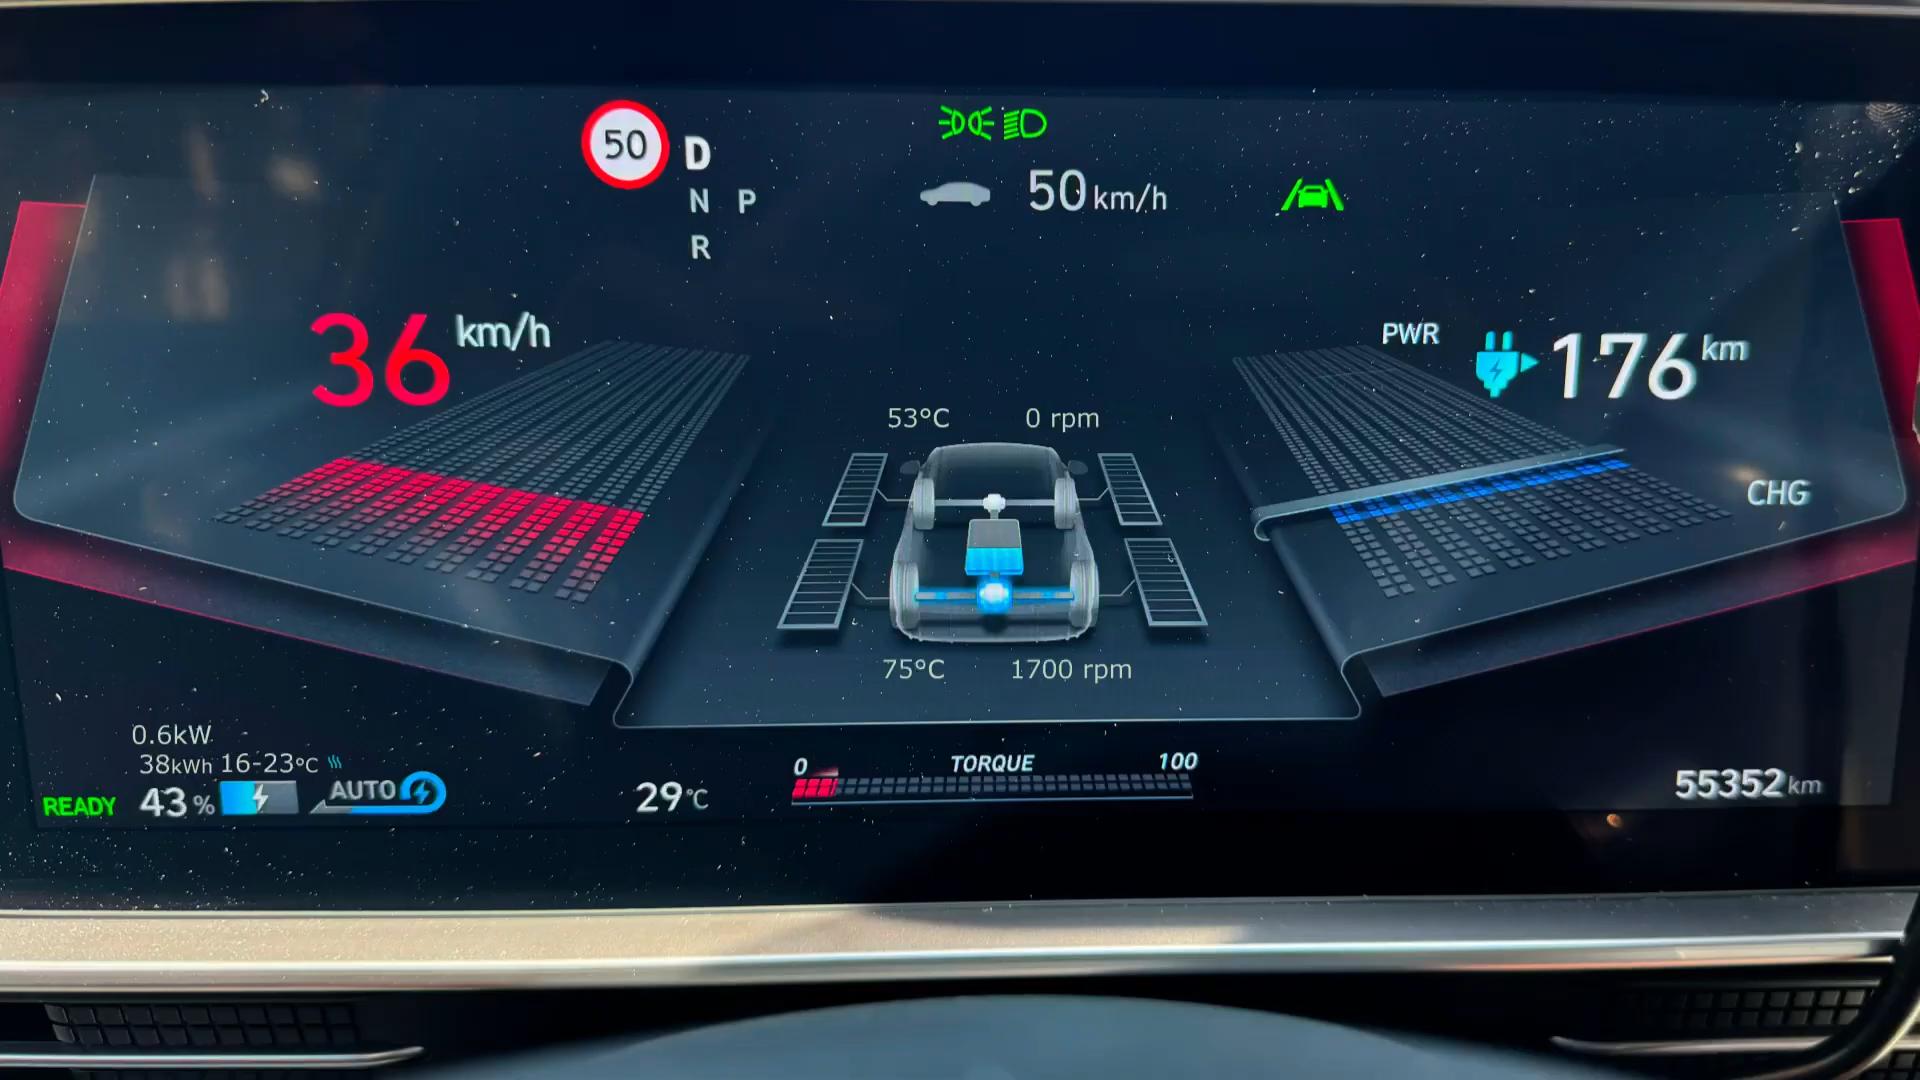 50
D
N P
R
50 km/h
36 km/h
PWR
176 km
CHG
53°C 0 rpm
75°C 1700 rpm
0.6kW
38kWh 16-23°C
READY 43% AUTO
29°C
0 TORQUE 100
55352 km